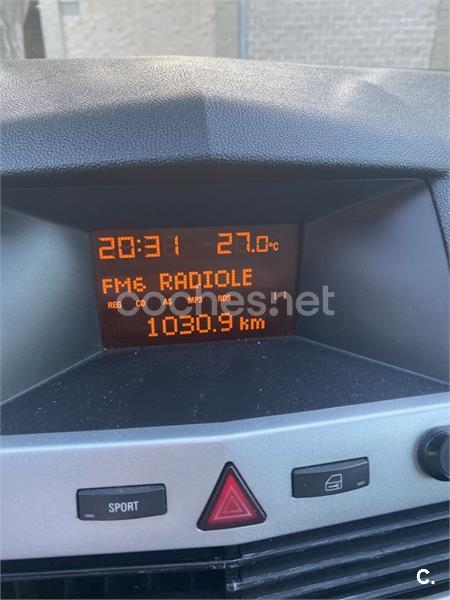 20:31 27.0°C
FM6 RADIOLE
REG CD AS MP3 RDS [ ]
coches.net
1030.9 km
SPORT
C.